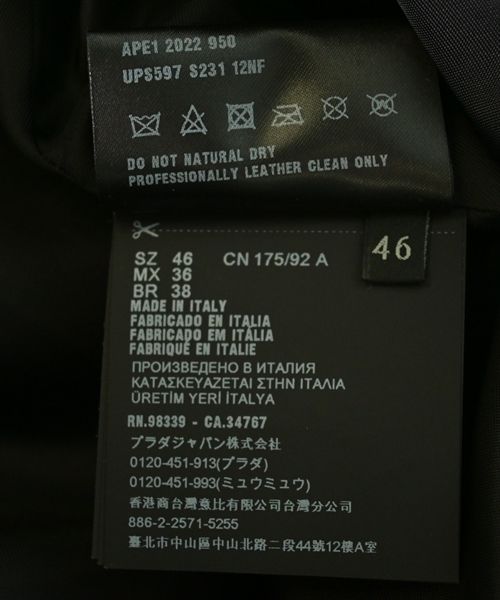 APE1 2022 950
UPS597 S231 12NF
DO NOT NATURAL DRY
PROFESSIONALLY LEATHER CLEAN ONLY
46
SZ 46 CN 175/92 A
MX 36
BR 38
MADE IN ITALY
FABRICADO EN ITALIA
FABRICADO EM ITÁLIA
FABRIQUÉ EN ITALIE
ПРОИЗВЕДЕНО В ИТАЛИЯ
ΚΑΤΑΣΚΕΥΑΖΕΤΑΙ ΣΤΗΝ ΙΤΑΛΙΑ
ÜRETİM YERİ İTALYA
RN.98339 - CA.34767
プラダジャパン株式会社
0120-451-913(プラダ)
0120-451-993(ミュウミュウ)
香港商台灣意比有限公司台灣分公司
886-2-2571-5255
臺北市中山區中山北路二段44號12樓A室